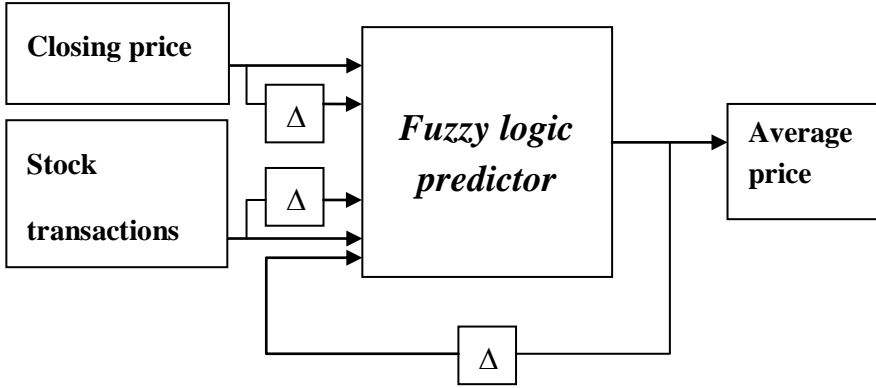 Closing price
Δ
Stock
transactions
Δ
Fuzzy logic
predictor
Average
price
Δ